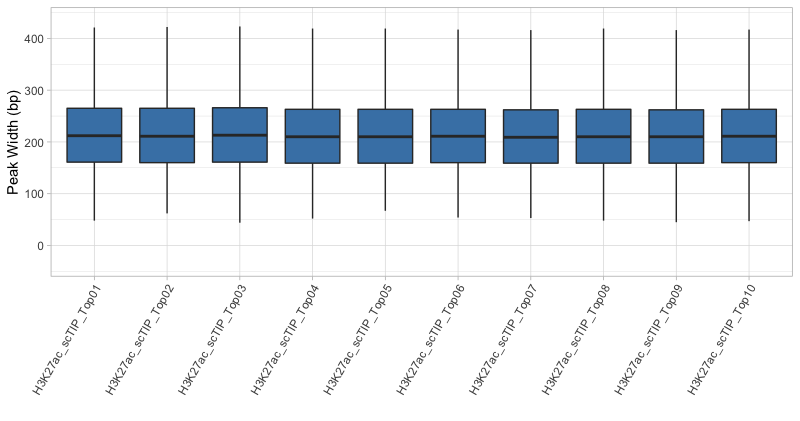 Peak Width (bp)
400
300
200
100
0
H3K27ac_scTIP_Top01
H3K27ac_scTIP_Top02
H3K27ac_scTIP_Top03
H3K27ac_scTIP_Top04
H3K27ac_scTIP_Top05
H3K27ac_scTIP_Top06
H3K27ac_scTIP_Top07
H3K27ac_scTIP_Top08
H3K27ac_scTIP_Top09
H3K27ac_scTIP_Top10